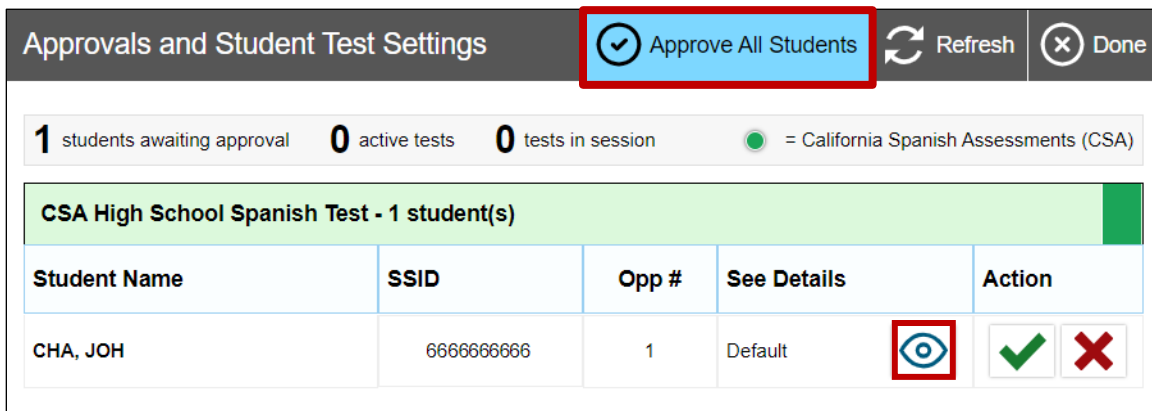 Approvals and Student Test Settings Approve All Students Refresh Done
1 students awaiting approval 0 active tests 0 tests in session = California Spanish Assessments (CSA)
CSA High School Spanish Test - 1 student(s)
Student Name SSID Opp # See Details Action
CHA, JOH 6666666666 1 Default